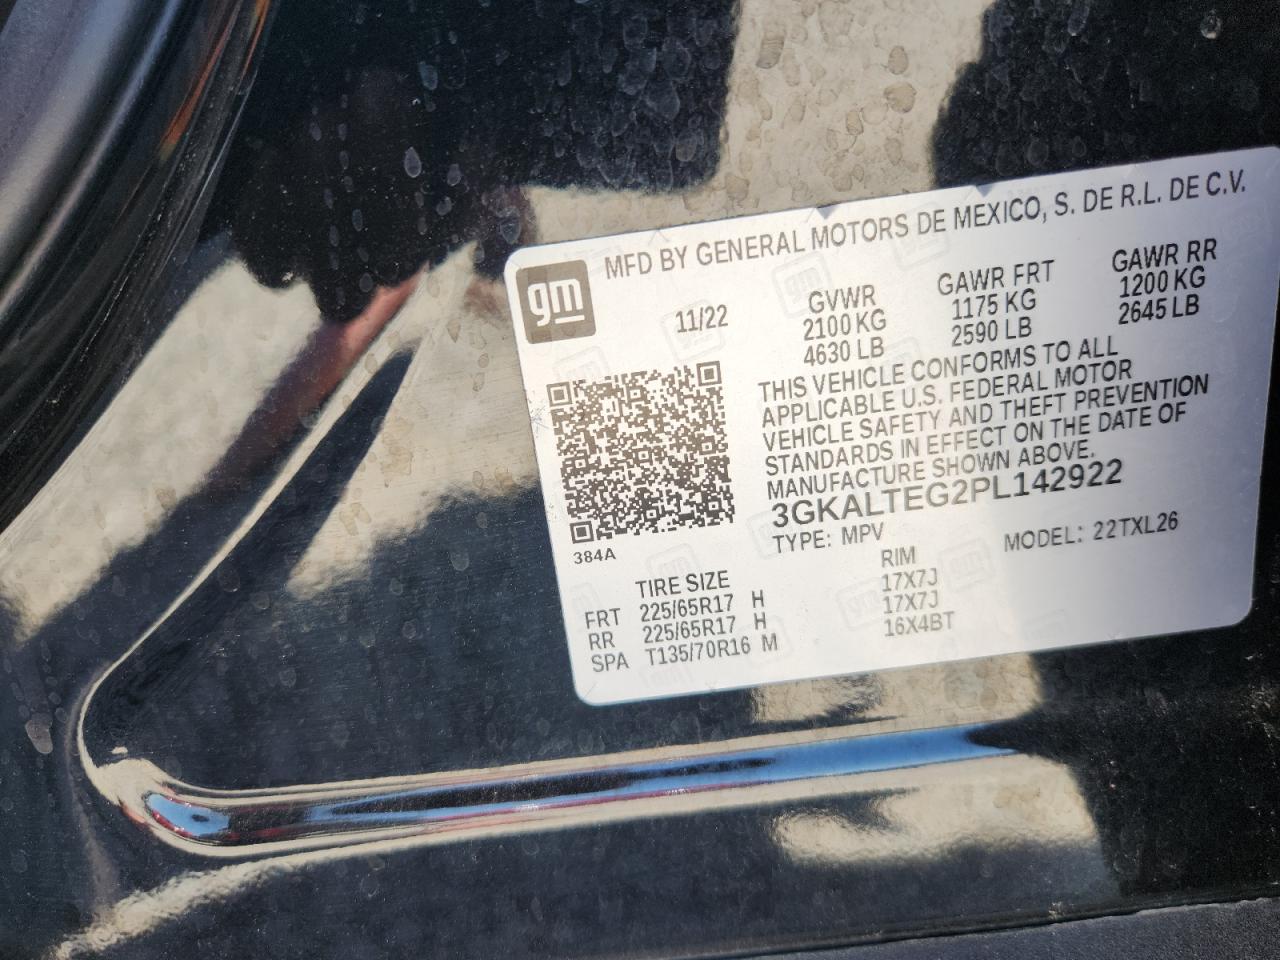 gm
MFD BY GENERAL MOTORS DE MEXICO, S. DE R.L. DE C.V.
11/22
GVWR
2100 KG
4630 LB
GAWR FRT
1175 KG
2590 LB
GAWR RR
1200 KG
2645 LB
THIS VEHICLE CONFORMS TO ALL
APPLICABLE U.S. FEDERAL MOTOR
VEHICLE SAFETY AND THEFT PREVENTION
STANDARDS IN EFFECT ON THE DATE OF
MANUFACTURE SHOWN ABOVE.
3GKALTEG2PL142922
TYPE: MPV MODEL: 22TXL26
384A
TIRE SIZE RIM
FRT 225/65R17 H 17X7J
RR 225/65R17 H 17X7J
SPA T135/70R16 M 16X4BT